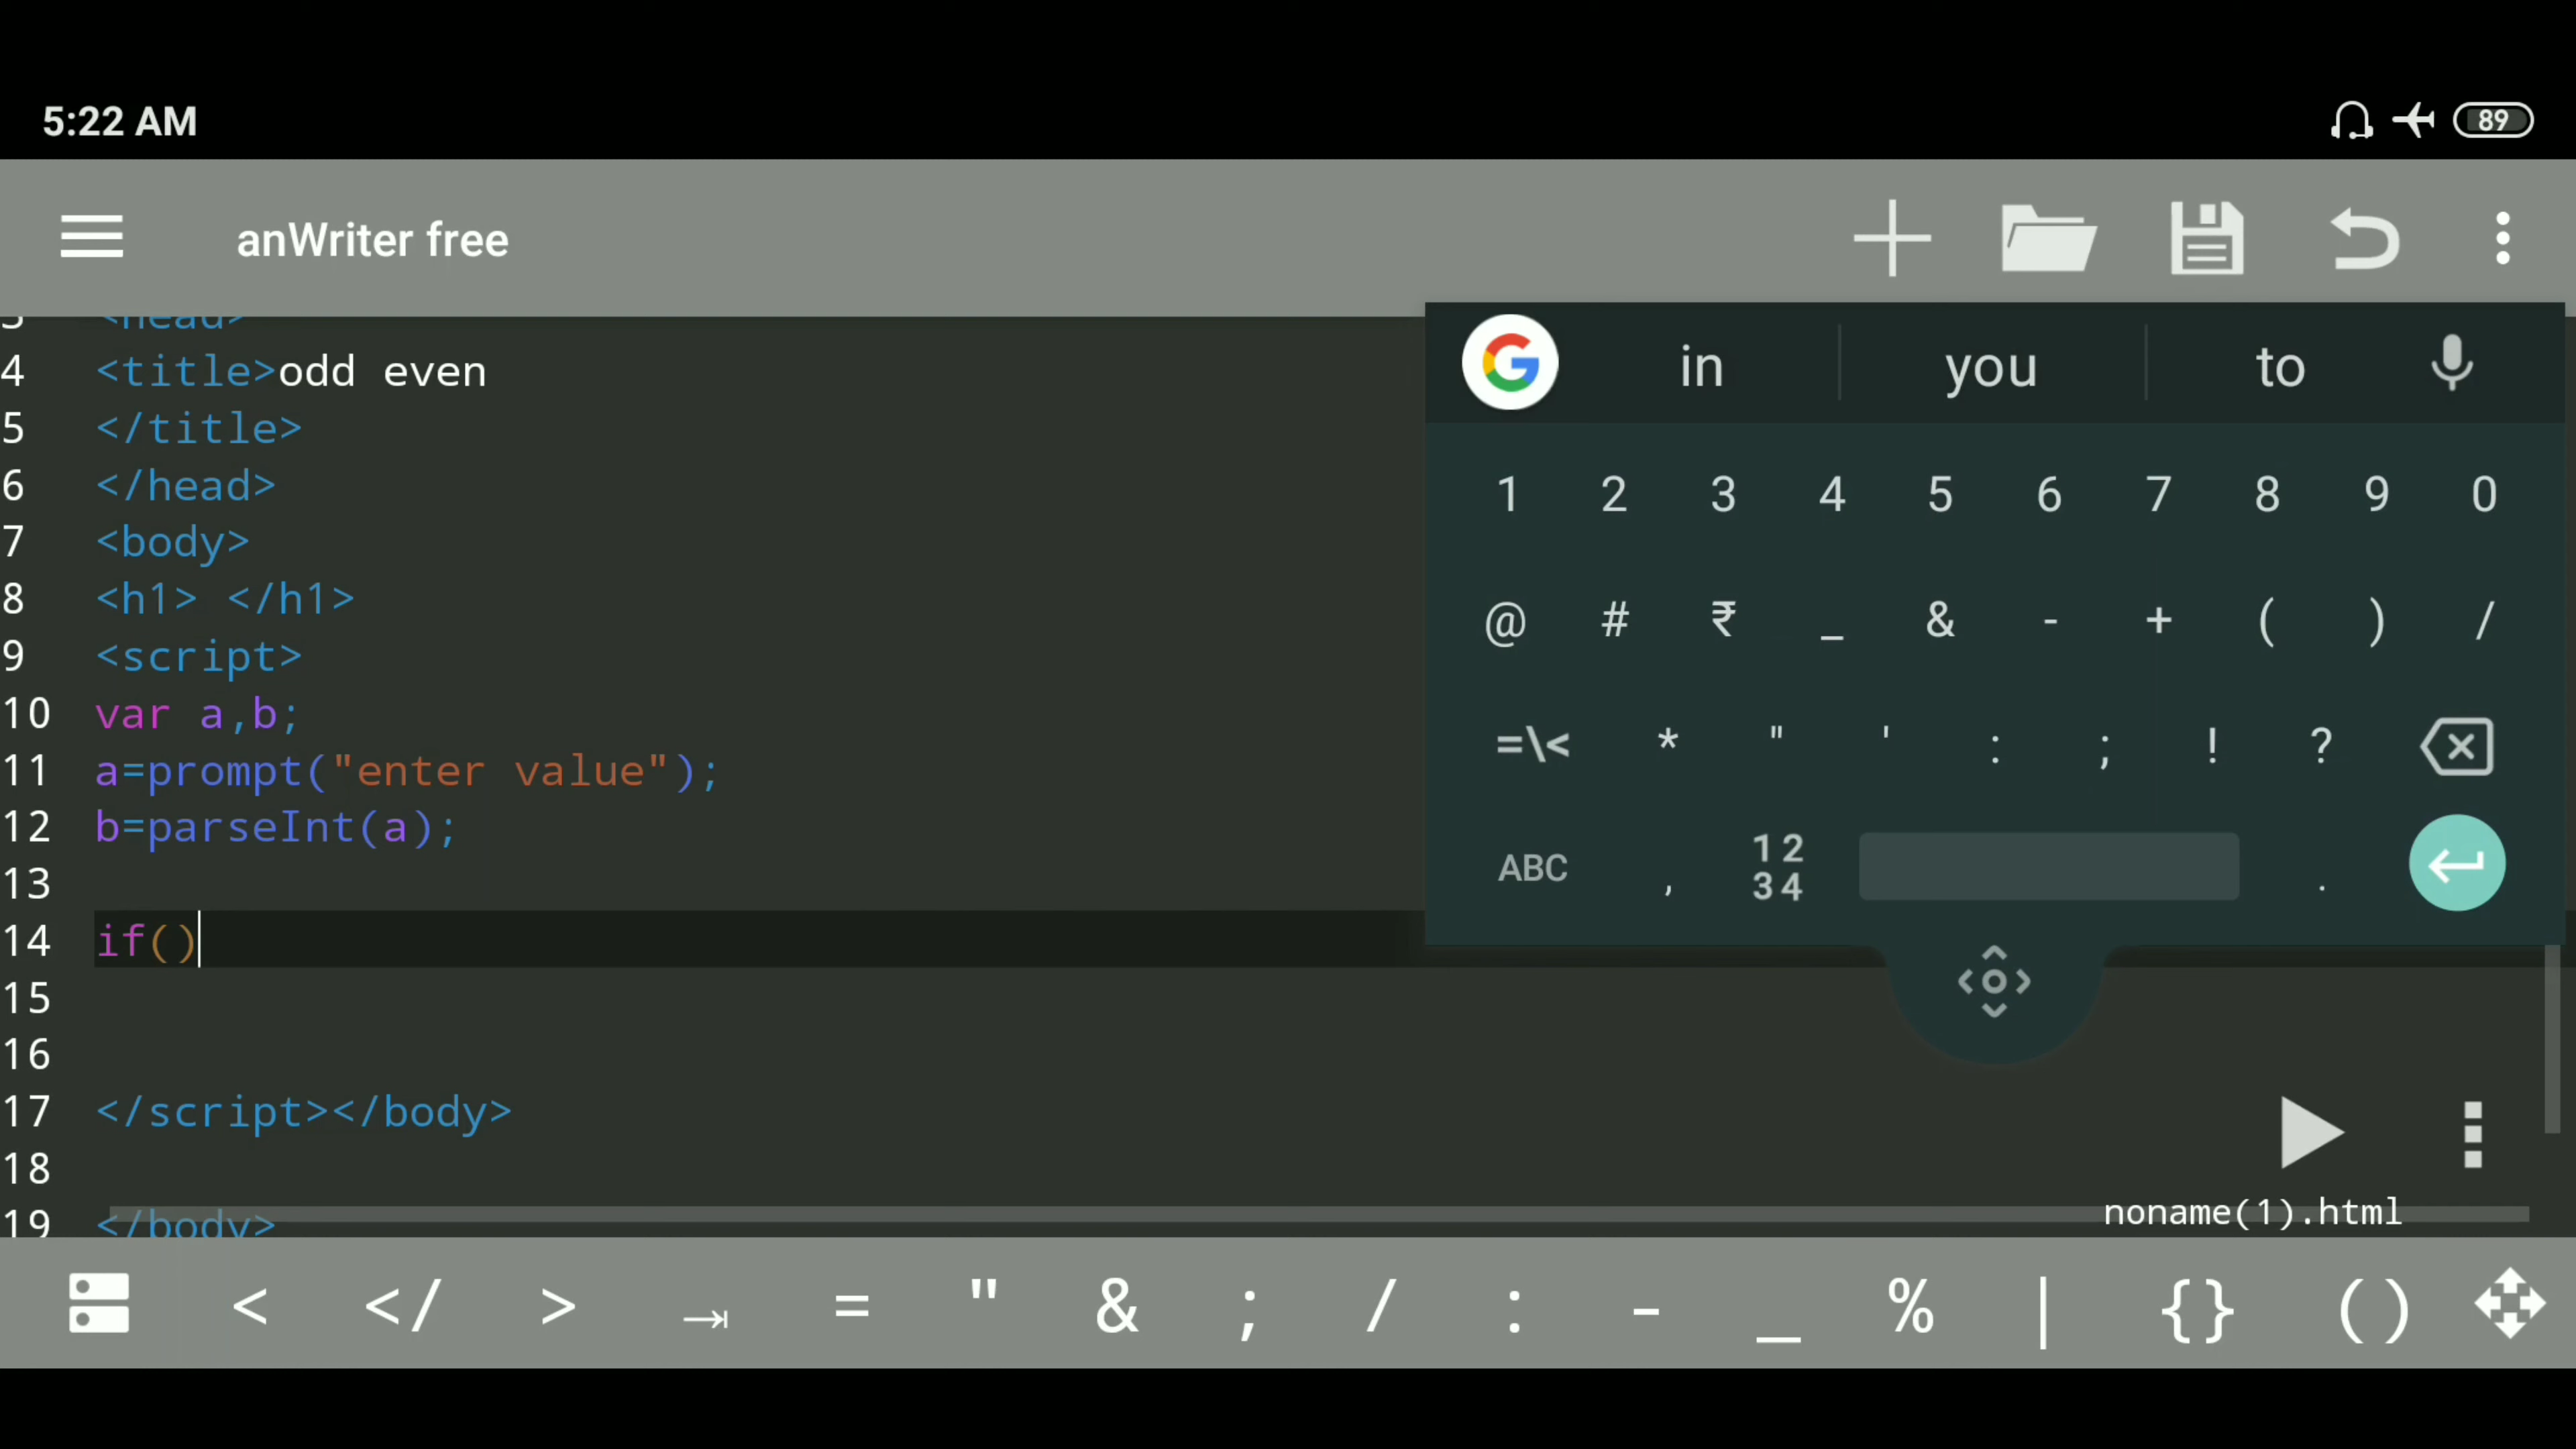 5:22 AM
89
anWriter free
3 <head>
4 <title>odd even
5 </title>
6 </head>
7 <body>
8 <h1> </h1>
9 <script>
10 var a,b;
11 a=prompt("enter value");
12 b=parseInt(a);
13
14 if()
15
16
17 </script></body>
18
19 </body>
noname(1).html
in you to
1 2 3 4 5 6 7 8 9 0
@ # ₹ _ & - + ( ) /
=\< * " ' : ; ! ?
ABC , 12 34 .
< </ > = " & ; / : - _ % | {} ()